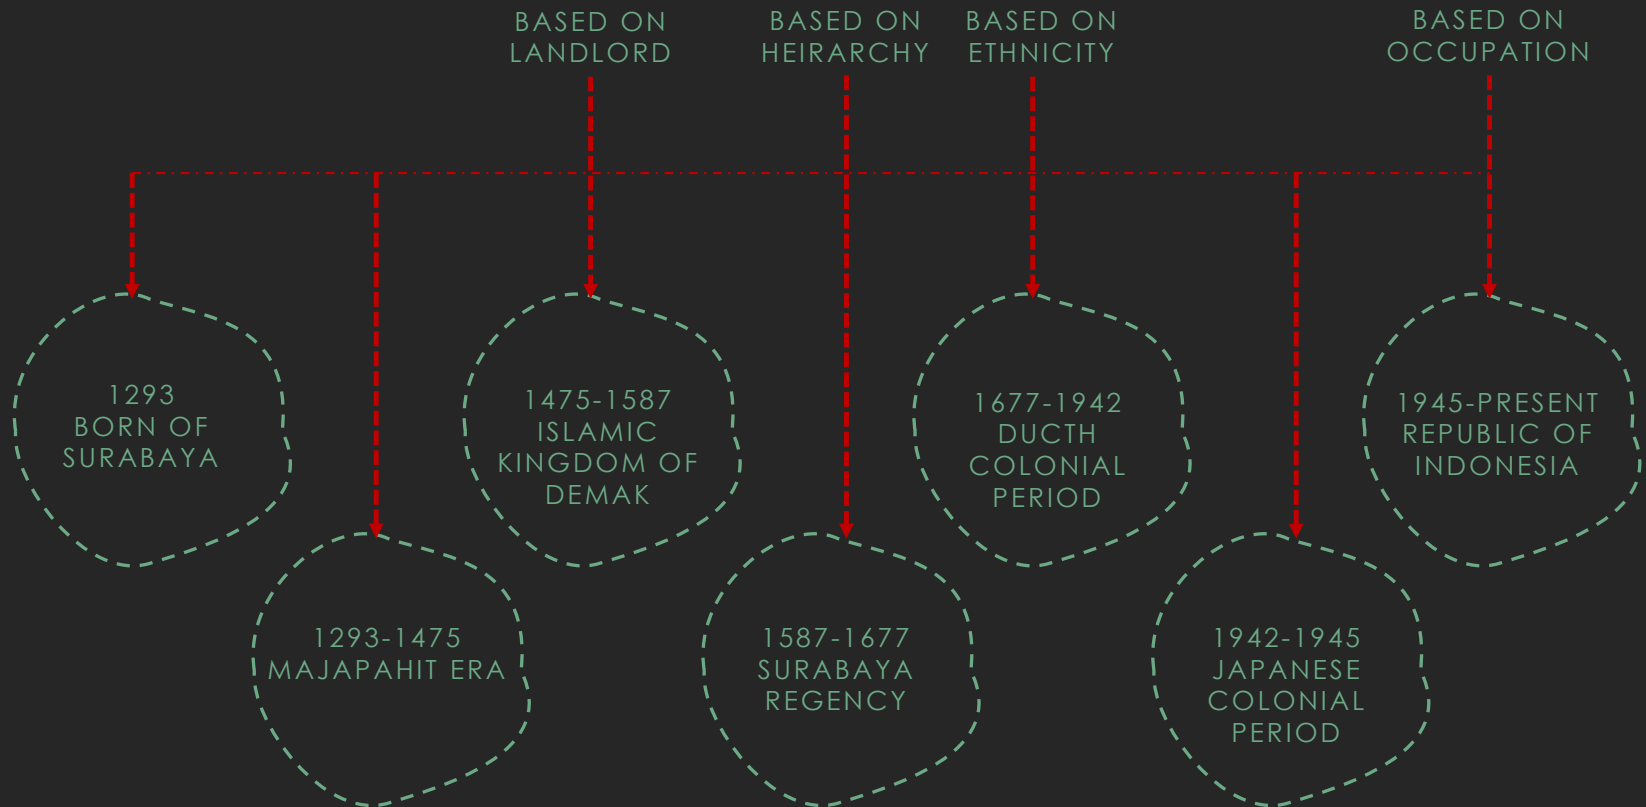 BASED ON
LANDLORD
BASED ON
HEIRARCHY
BASED ON
ETHNICITY
BASED ON
OCCUPATION
1293
BORN OF
SURABAYA
1475-1587
ISLAMIC
KINGDOM OF
DEMAK
1677-1942
DUCTH
COLONIAL
PERIOD
1945-PRESENT
REPUBLIC OF
INDONESIA
1293-1475
MAJAPAHIT ERA
1587-1677
SURABAYA
REGENCY
1942-1945
JAPANESE
COLONIAL
PERIOD